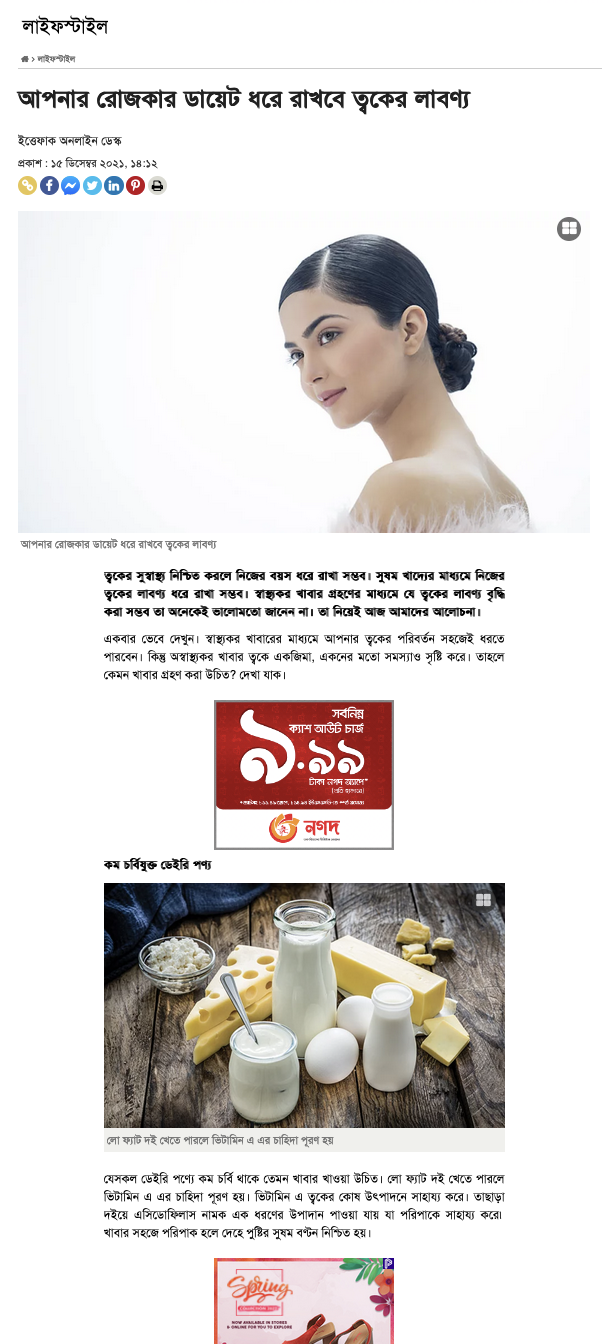 লাইফস্টাইল
› লাইফস্টাইল
আপনার রোজকার ডায়েট ধরে রাখবে ত্বকের লাবণ্য
ইত্তেফাক অনলাইন ডেস্ক
প্রকাশ : ১৫ ডিসেম্বর ২০২১, ১৪:১২
আপনার রোজকার ডায়েট ধরে রাখবে ত্বকের লাবণ্য
ত্বকের সুস্বাস্থ্য নিশ্চিত করলে নিজের বয়স ধরে রাখা সম্ভব। সুষম খাদ্যের মাধ্যমে নিজের
ত্বকের লাবণ্য ধরে রাখা সম্ভব। স্বাস্থ্যকর খাবার গ্রহণের মাধ্যমে যে ত্বকের লাবণ্য বৃদ্ধি
করা সম্ভব তা অনেকেই ভালোমতো জানেন না। তা নিয়েই আজ আমাদের আলোচনা।
একবার ভেবে দেখুন। স্বাস্থ্যকর খাবারের মাধ্যমে আপনার ত্বকের পরিবর্তন সহজেই ধরতে
পারবেন। কিন্তু অস্বাস্থ্যকর খাবার ত্বকে একজিমা, একনের মতো সমস্যাও সৃষ্টি করে। তাহলে
কেমন খাবার গ্রহণ করা উচিত? দেখা যাক।
সর্বনিম্ন
ক্যাশ আউট চার্জ
৯.৯৯
টাকা নগদ অ্যাপে*
নগদ
কম চর্বিযুক্ত ডেইরি পণ্য
লো ফ্যাট দই খেতে পারলে ভিটামিন এ এর চাহিদা পূরণ হয়
যেসকল ডেইরি পণ্যে কম চর্বি থাকে তেমন খাবার খাওয়া উচিত। লো ফ্যাট দই খেতে পারলে
ভিটামিন এ এর চাহিদা পূরণ হয়। ভিটামিন এ ত্বকের কোষ উৎপাদনে সাহায্য করে। তাছাড়া
দইয়ে এসিডোফিলাস নামক এক ধরণের উপাদান পাওয়া যায় যা পরিপাকে সাহায্য করে।
খাবার সহজে পরিপাক হলে দেহে পুষ্টির সুষম বণ্টন নিশ্চিত হয়।
Spring
NOW AVAILABLE IN STORES
& ONLINE FOR YOU TO EXPLORE